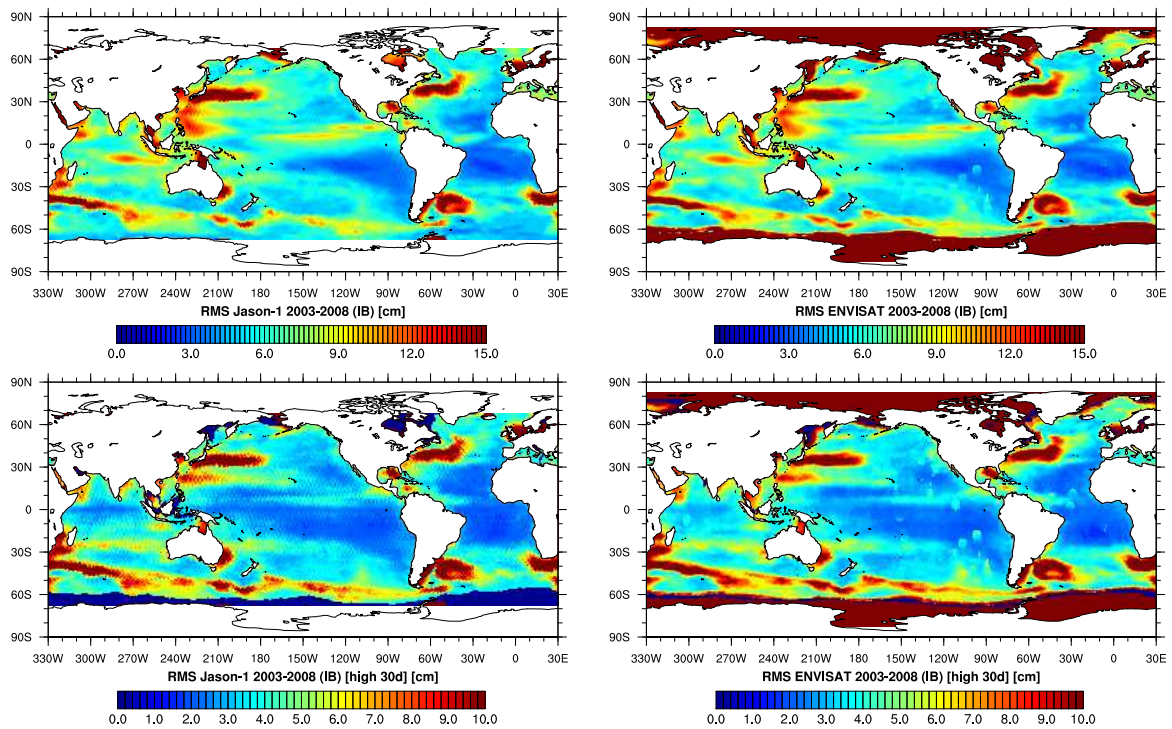 90N 90N
60N 60N
30N 30N
0 0
30S 30S
60S 60S
90S 90S
330W 300W 270W 240W 210W 180 150W 120W 90W 60W 30W 0 30E 330W 300W 270W 240W 210W 180 150W 120W 90W 60W 30W 0 30E
RMS Jason-1 2003-2008 (IB) [cm] RMS ENVISAT 2003-2008 (IB) [cm]
0.0 3.0 6.0 9.0 12.0 15.0 0.0 3.0 6.0 9.0 12.0 15.0
90N 90N
60N 60N
30N 30N
0 0
30S 30S
60S 60S
90S 90S
330W 300W 270W 240W 210W 180 150W 120W 90W 60W 30W 0 30E 330W 300W 270W 240W 210W 180 150W 120W 90W 60W 30W 0 30E
RMS Jason-1 2003-2008 (IB) [high 30d] [cm] RMS ENVISAT 2003-2008 (IB) [high 30d] [cm]
0.0 1.0 2.0 3.0 4.0 5.0 6.0 7.0 8.0 9.0 10.0 0.0 1.0 2.0 3.0 4.0 5.0 6.0 7.0 8.0 9.0 10.0